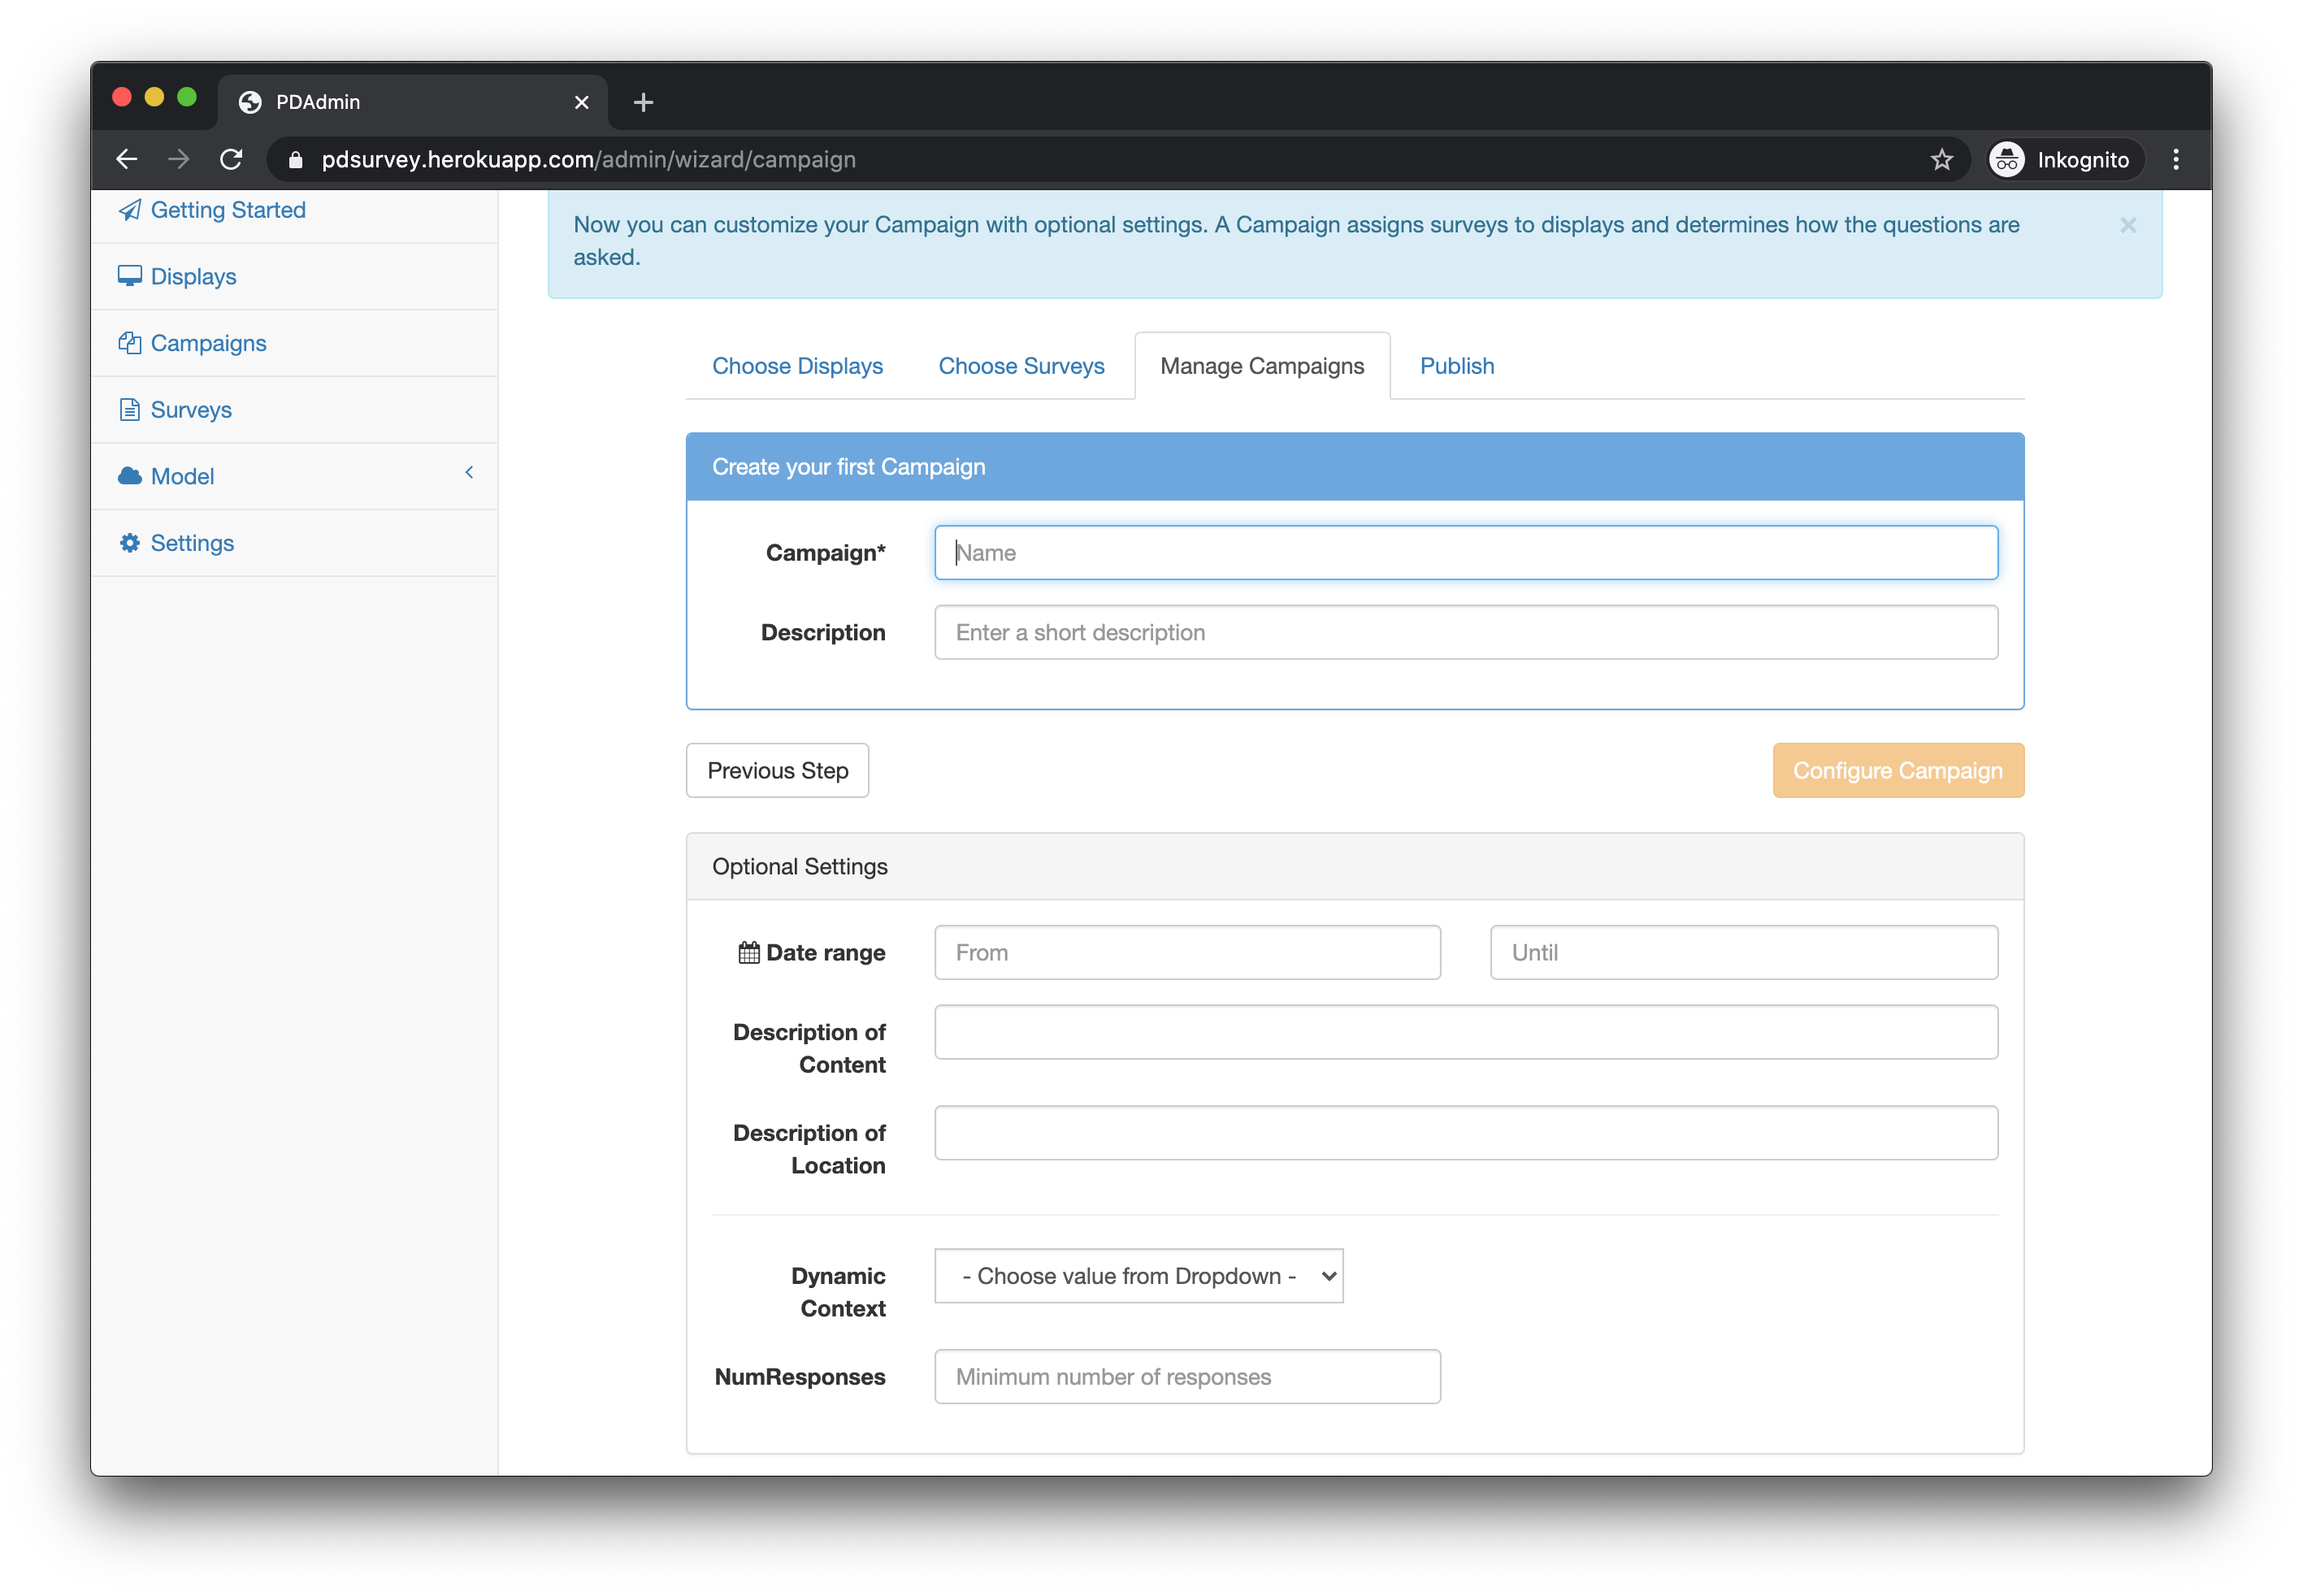 PDAdmin
pdsurvey.herokuapp.com/admin/wizard/campaign
Inkognito
Getting Started
Displays
Campaigns
Surveys
Model
Settings
Now you can customize your Campaign with optional settings. A Campaign assigns surveys to displays and determines how the questions are
asked.
Choose Displays
Choose Surveys
Manage Campaigns
Publish
Create your first Campaign
Campaign*
Name
Description
Enter a short description
Previous Step
Configure Campaign
Optional Settings
Date range
From
Until
Description of
Content
Description of
Location
Dynamic
Context
- Choose value from Dropdown -
NumResponses
Minimum number of responses